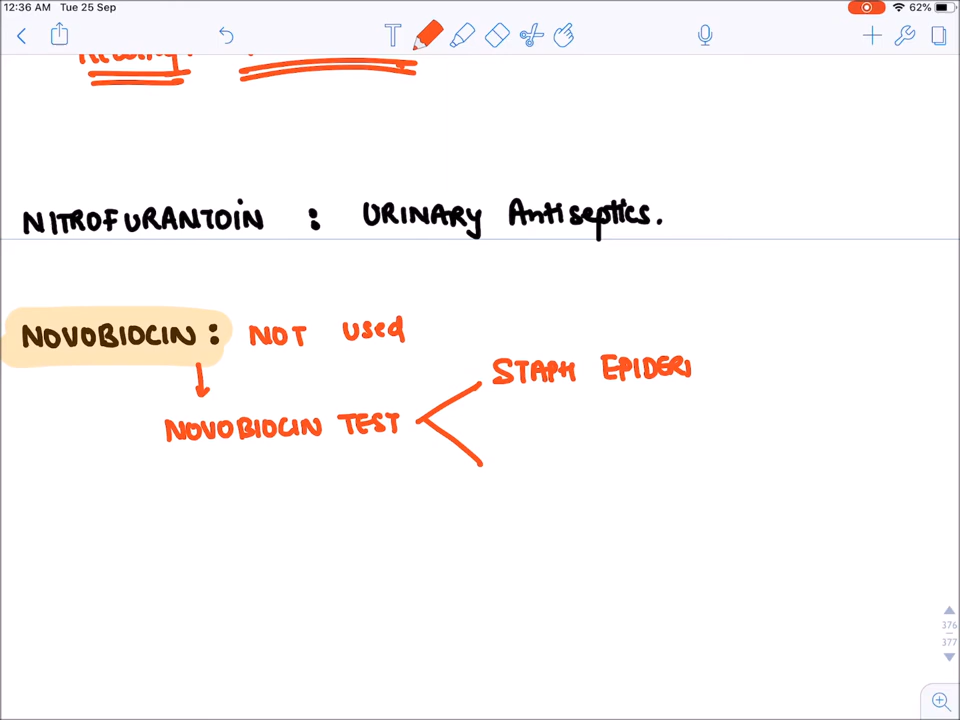 12:36 AM Tue 25 Sep 62%
NITROFURANTOIN : URINARY Antiseptics.
NOVOBIOCIN : NOT used
STAPH EPIDERI
NOVOBIOCIN TEST
376
377